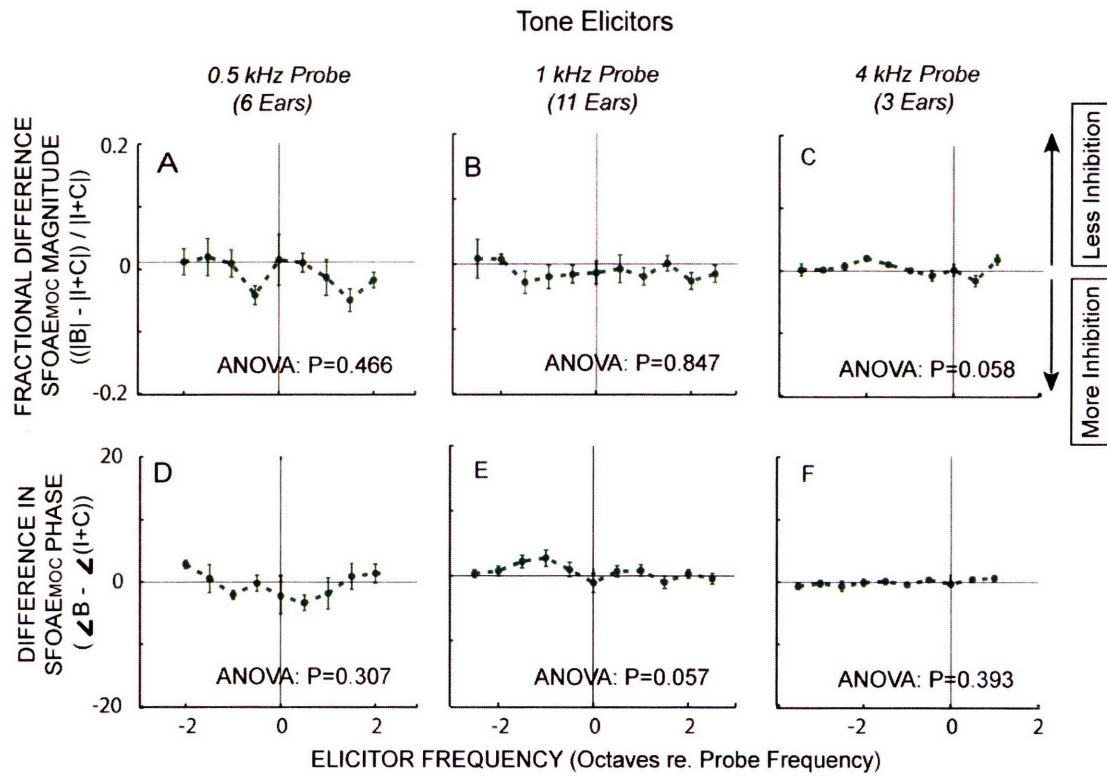 Tone Elicitors
0.5 kHz Probe
(6 Ears)
1 kHz Probe
(11 Ears)
4 kHz Probe
(3 Ears)
FRACTIONAL DIFFERENCE
SFOAEMOC MAGNITUDE
((|B| - |I+C|) / |I+C|)
0.2
0
-0.2
A
ANOVA: P=0.466
B
ANOVA: P=0.847
C
ANOVA: P=0.058
Less Inhibition
More Inhibition
DIFFERENCE IN
SFOAEMOC PHASE
(∠B - ∠(I+C))
20
0
-20
D
ANOVA: P=0.307
E
ANOVA: P=0.057
F
ANOVA: P=0.393
-2 0 2
-2 0 2
-2 0 2
ELICITOR FREQUENCY (Octaves re. Probe Frequency)